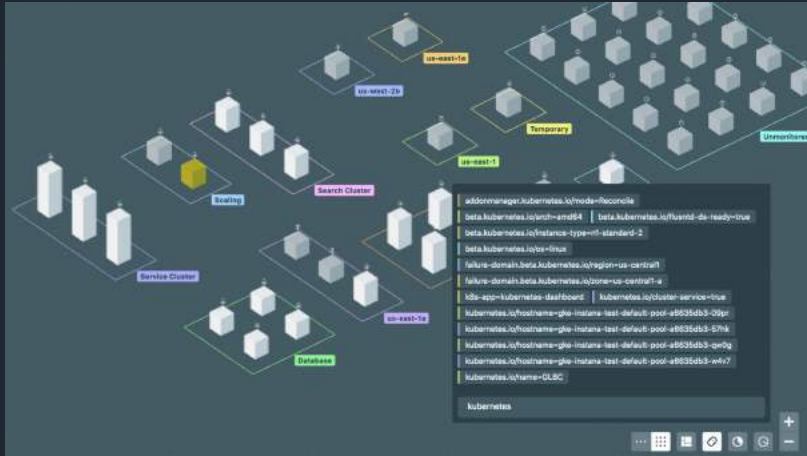 us-east-1e
us-west-2b
Temporary
Unmonitored
us-east-1
Search Cluster
Scaling
addonmanager.kubernetes.io/mode=Reconcile
beta.kubernetes.io/arch=amd64 beta.kubernetes.io/fluentd-ds-ready=true
beta.kubernetes.io/instance-type=n1-standard-2
beta.kubernetes.io/os=linux
failure-domain.beta.kubernetes.io/region=us-central1
Service Cluster
failure-domain.beta.kubernetes.io/zone=us-central1-a
k8s-app=kubernetes-dashboard kubernetes.io/cluster-service=true
kubernetes.io/hostname=gke-instana-test-default-pool-a6635db3-09pr
us-east-1a
kubernetes.io/hostname=gke-instana-test-default-pool-a6635db3-57hk
kubernetes.io/hostname=gke-instana-test-default-pool-a6635db3-qw0g
Database
kubernetes.io/hostname=gke-instana-test-default-pool-a6635db3-w4v7
kubernetes.io/name=GLBC
kubernetes